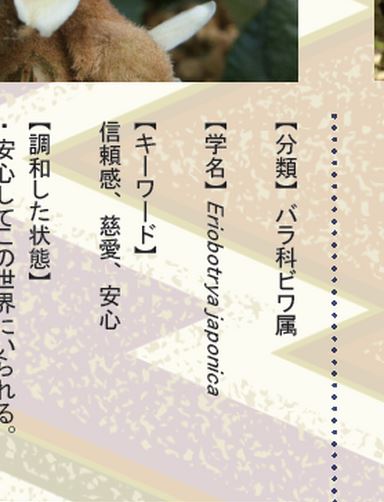 【分類】 バラ科ビワ属
【学名】 Eriobotrya japonica
【キーワード】
信頼感、慈愛、安心
【調和した状態】
・安心してこの世界にいられる。